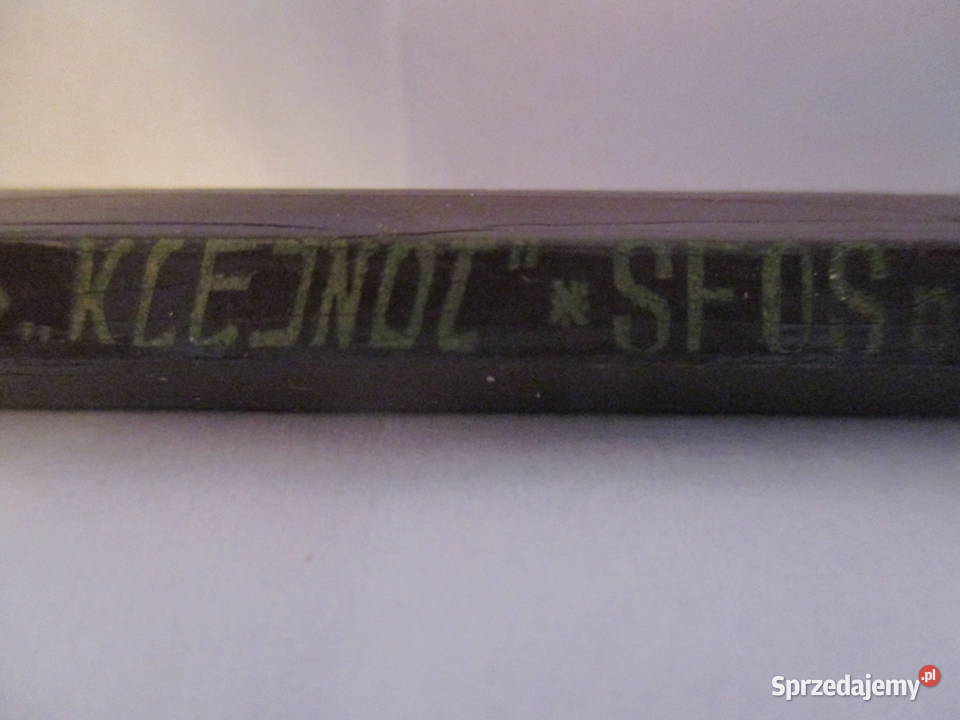 „KLEJNOT" * SFOS
Sprzedajemy.pl